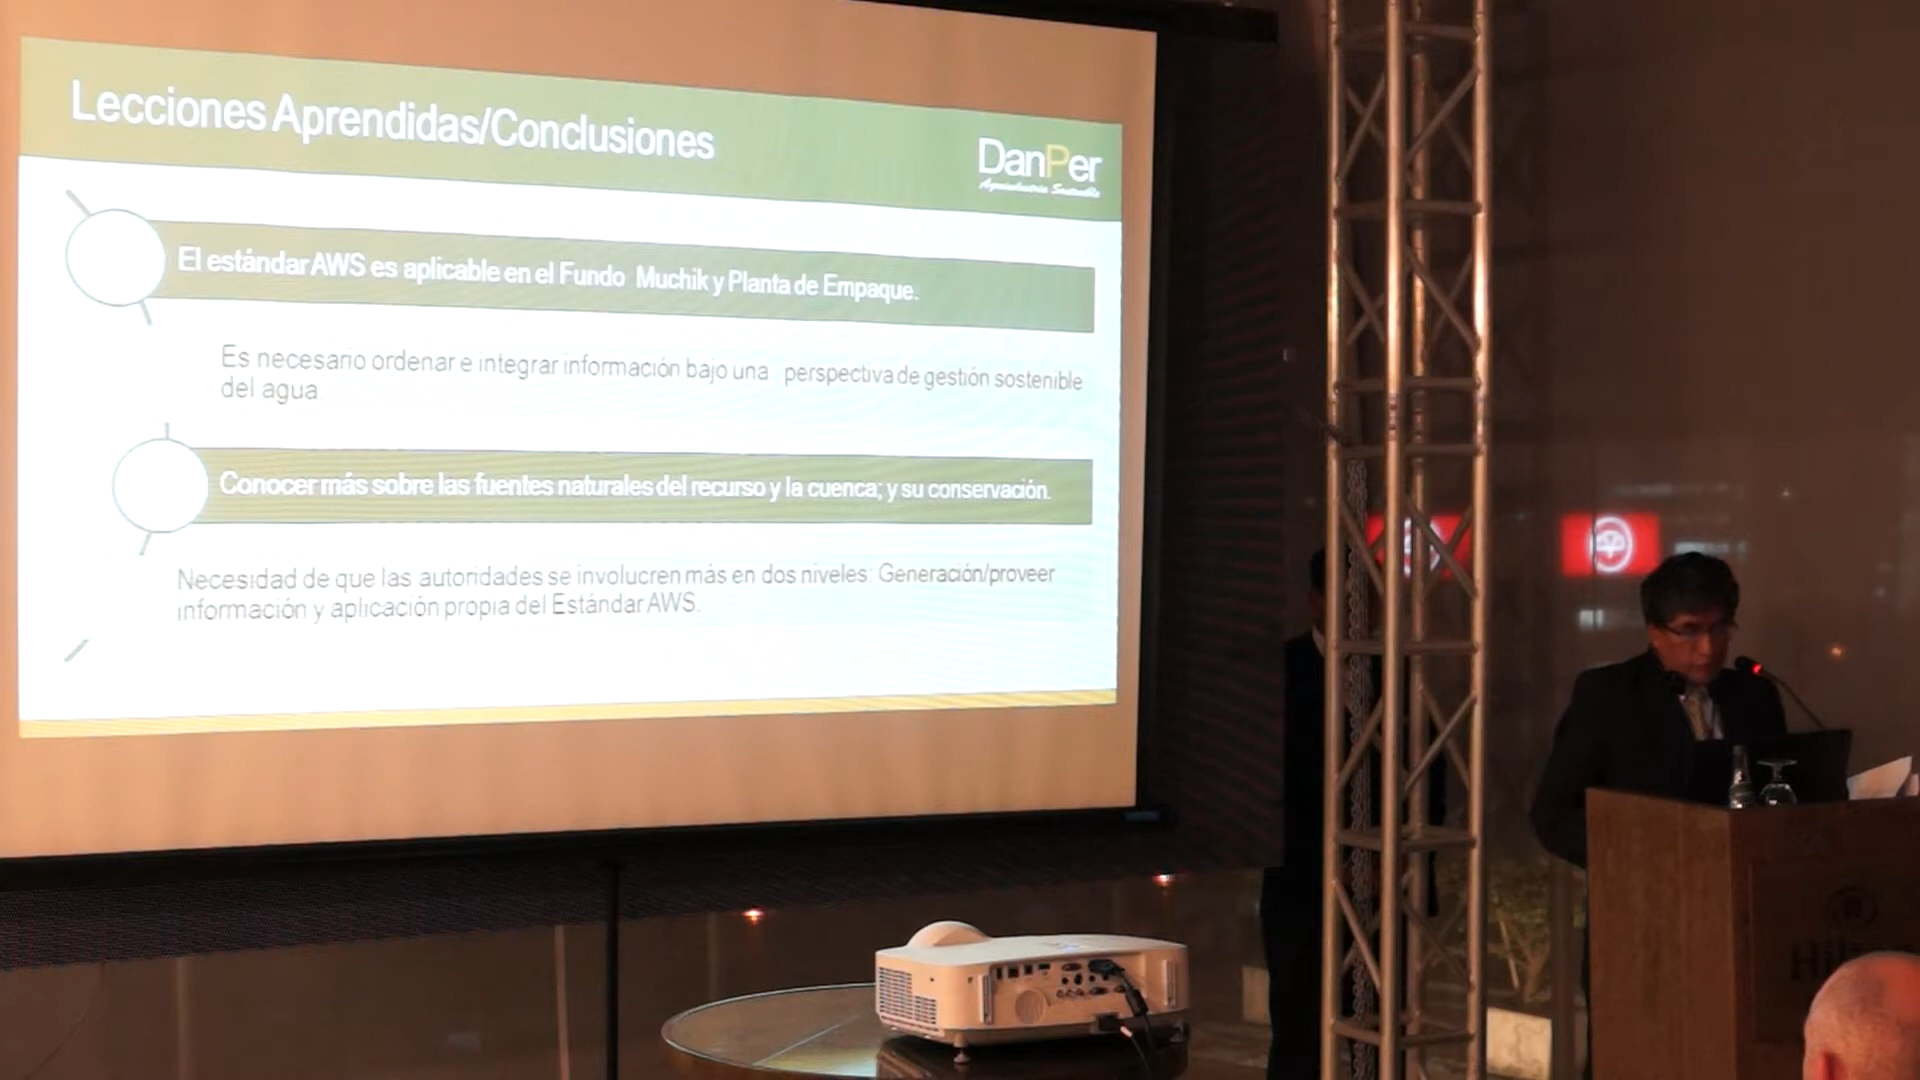 Lecciones Aprendidas/Conclusiones
DanPer
Agroindustria Sostenible
El estándar AWS es aplicable en el Fundo Muchik y Planta de Empaque.
Es necesario ordenar e integrar información bajo una perspectiva de gestión sostenible
del agua.
Conocer más sobre las fuentes naturales del recurso y la cuenca; y su conservación.
Necesidad de que las autoridades se involucren más en dos niveles: Generación/proveer
información y aplicación propia del Estándar AWS.